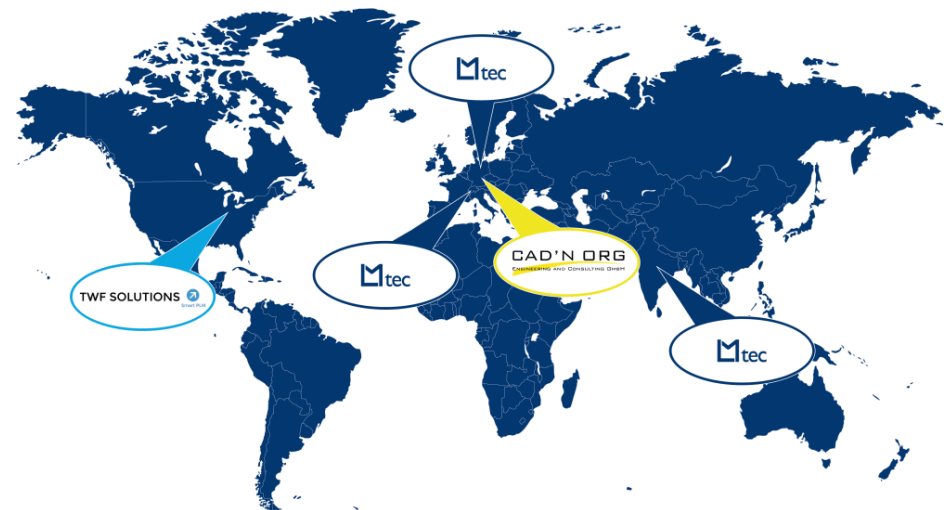 tec
CAD'N ORG
ENGINEERING AND CONSULTING GMBH
tec
TWF SOLUTIONS
Smart PLM
tec